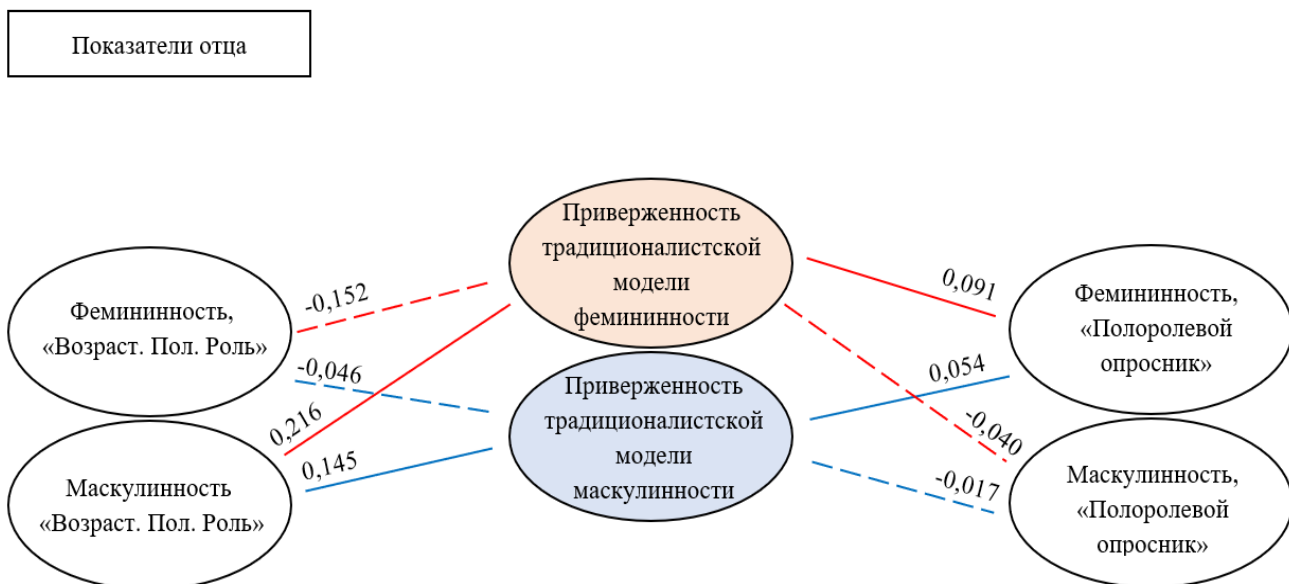 Показатели отца
Приверженность
традиционалистской
модели
фемининности
Приверженность
традиционалистской
модели
маскулинности
Фемининность,
«Возраст. Пол. Роль»
Маскулинность
«Возраст. Пол. Роль»
Фемининность,
«Полоролевой
опросник»
Маскулинность,
«Полоролевой
опросник»
-0,152
-0,046
0,216
0,145
0,091
0,054
-0,040
-0,017